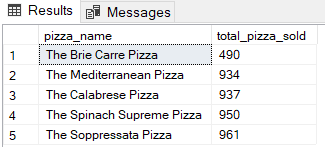 Results Messages
pizza_name total_pizza_sold
1 The Brie Carre Pizza 490
2 The Mediterranean Pizza 934
3 The Calabrese Pizza 937
4 The Spinach Supreme Pizza 950
5 The Soppressata Pizza 961